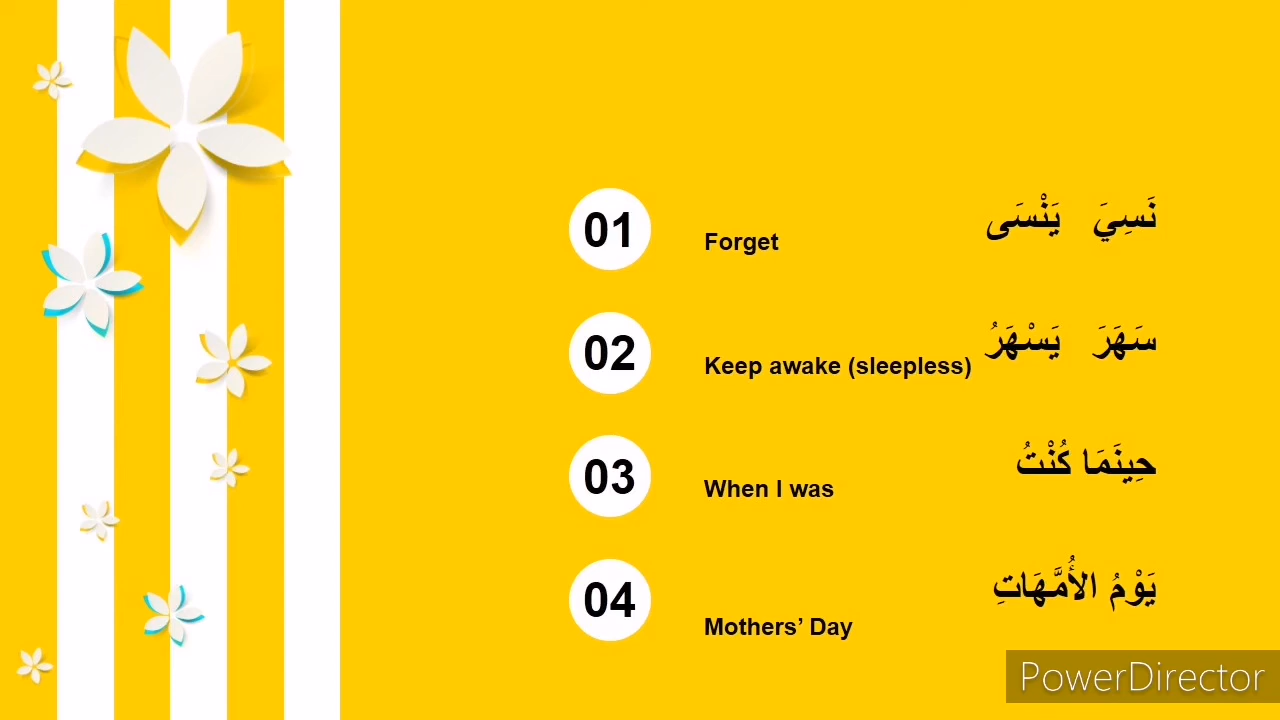 01 Forget نَسِيَ يَنْسَى
02 Keep awake (sleepless) سَهَرَ يَسْهَرُ
03 When I was حِينَمَا كُنْتُ
04 Mothers’ Day يَوْمُ الأُمَّهَاتِ
PowerDirector